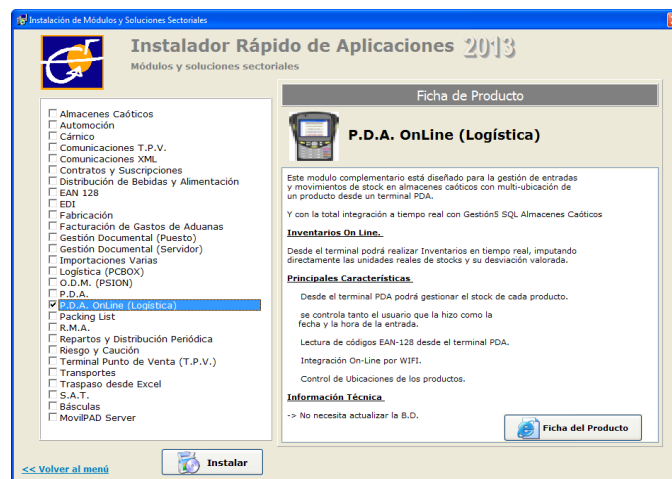 Instalación de Módulos y Soluciones Sectoriales
Instalador Rápido de Aplicaciones 2013
Módulos y soluciones sectoriales
Almacenes Caóticos
Automoción
Cárnico
Comunicaciones T.P.V.
Comunicaciones XML
Contratos y Suscripciones
Distribución de Bebidas y Alimentación
EAN 128
EDI
Fabricación
Facturación de Gastos de Aduanas
Gestión Documental (Puesto)
Gestión Documental (Servidor)
Importaciones Varias
Logística (PCBOX)
O.D.M. (PSION)
P.D.A.
P.D.A. OnLine (Logística)
Packing List
R.M.A.
Repartos y Distribución Periódica
Riesgo y Caución
Terminal Punto de Venta (T.P.V.)
Transportes
Traspaso desde Excel
S.A.T.
Básculas
MovilPAD Server
Ficha de Producto
P.D.A. OnLine (Logística)
Este modulo complementario está diseñado para la gestión de entradas
y movimientos de stock en almacenes caóticos con multi-ubicación de
un producto desde un terminal PDA.
Y con la total integración a tiempo real con Gestión5 SQL Almacenes Caóticos
Inventarios On Line.
Desde el terminal podrá realizar Inventarios en tiempo real, imputando
directamente las unidades reales de stocks y su desviación valorada.
Principales Características
Desde el terminal PDA podrá gestionar el stock de cada producto.
se controla tanto el usuario que la hizo como la
fecha y la hora de la entrada.
Lectura de códigos EAN-128 desde el terminal PDA.
Integración On-Line por WIFI.
Control de Ubicaciones de los productos.
Información Técnica
-> No necesita actualizar la B.D.
Ficha del Producto
<< Volver al menú
Instalar